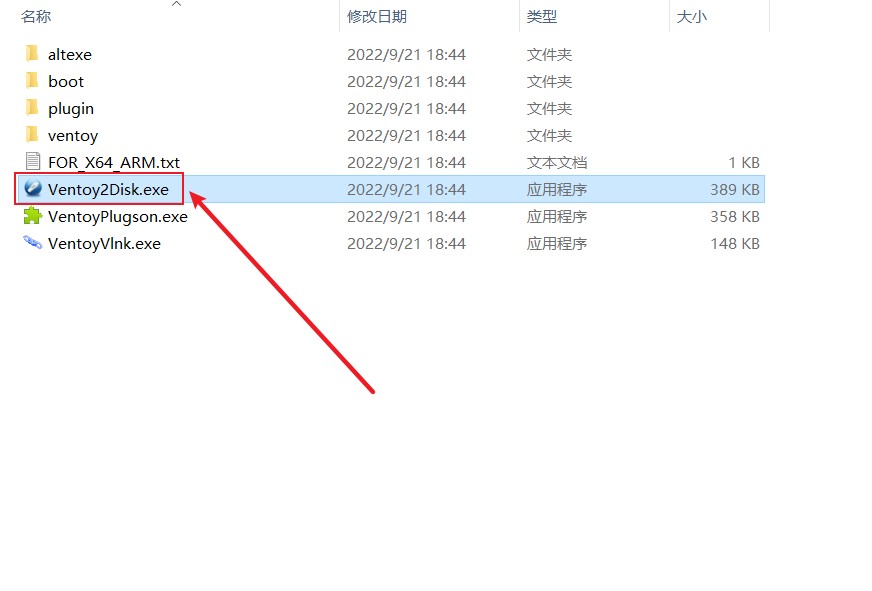 名称 修改日期 类型 大小
altexe 2022/9/21 18:44 文件夹
boot 2022/9/21 18:44 文件夹
plugin 2022/9/21 18:44 文件夹
ventoy 2022/9/21 18:44 文件夹
FOR_X64_ARM.txt 2022/9/21 18:44 文本文档 1 KB
Ventoy2Disk.exe 2022/9/21 18:44 应用程序 389 KB
VentoyPlugson.exe 2022/9/21 18:44 应用程序 358 KB
VentoyVlnk.exe 2022/9/21 18:44 应用程序 148 KB